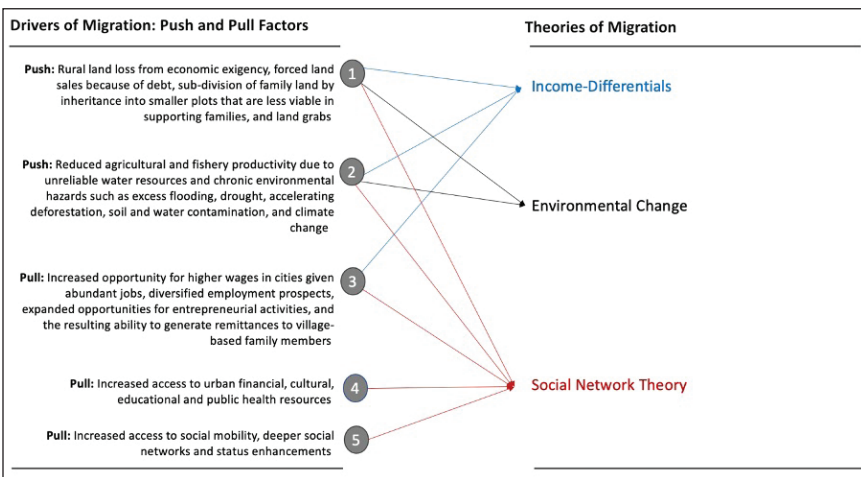 Drivers of Migration: Push and Pull Factors
Theories of Migration
Push: Rural land loss from economic exigency, forced land
sales because of debt, sub-division of family land by
inheritance into smaller plots that are less viable in
supporting families, and land grabs
1
Income-Differentials
Push: Reduced agricultural and fishery productivity due to
unreliable water resources and chronic environmental
hazards such as excess flooding, drought, accelerating
deforestation, soil and water contamination, and climate
change
2
Environmental Change
Pull: Increased opportunity for higher wages in cities given
abundant jobs, diversified employment prospects,
expanded opportunities for entrepreneurial activities, and
the resulting ability to generate remittances to village-
based family members
3
Pull: Increased access to urban financial, cultural,
educational and public health resources
4
Social Network Theory
Pull: Increased access to social mobility, deeper social
networks and status enhancements
5